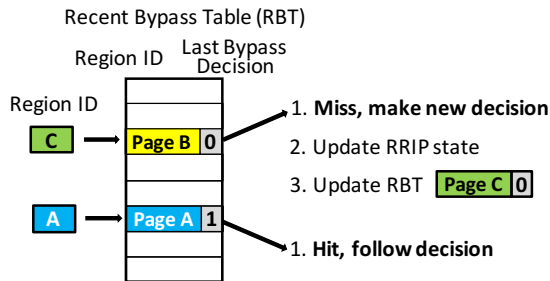 Recent Bypass Table (RBT)
Region ID
Last Bypass
Decision
Region ID
C
Page B 0
1. Miss, make new decision
2. Update RRIP state
3. Update RBT Page C 0
A
Page A 1
1. Hit, follow decision